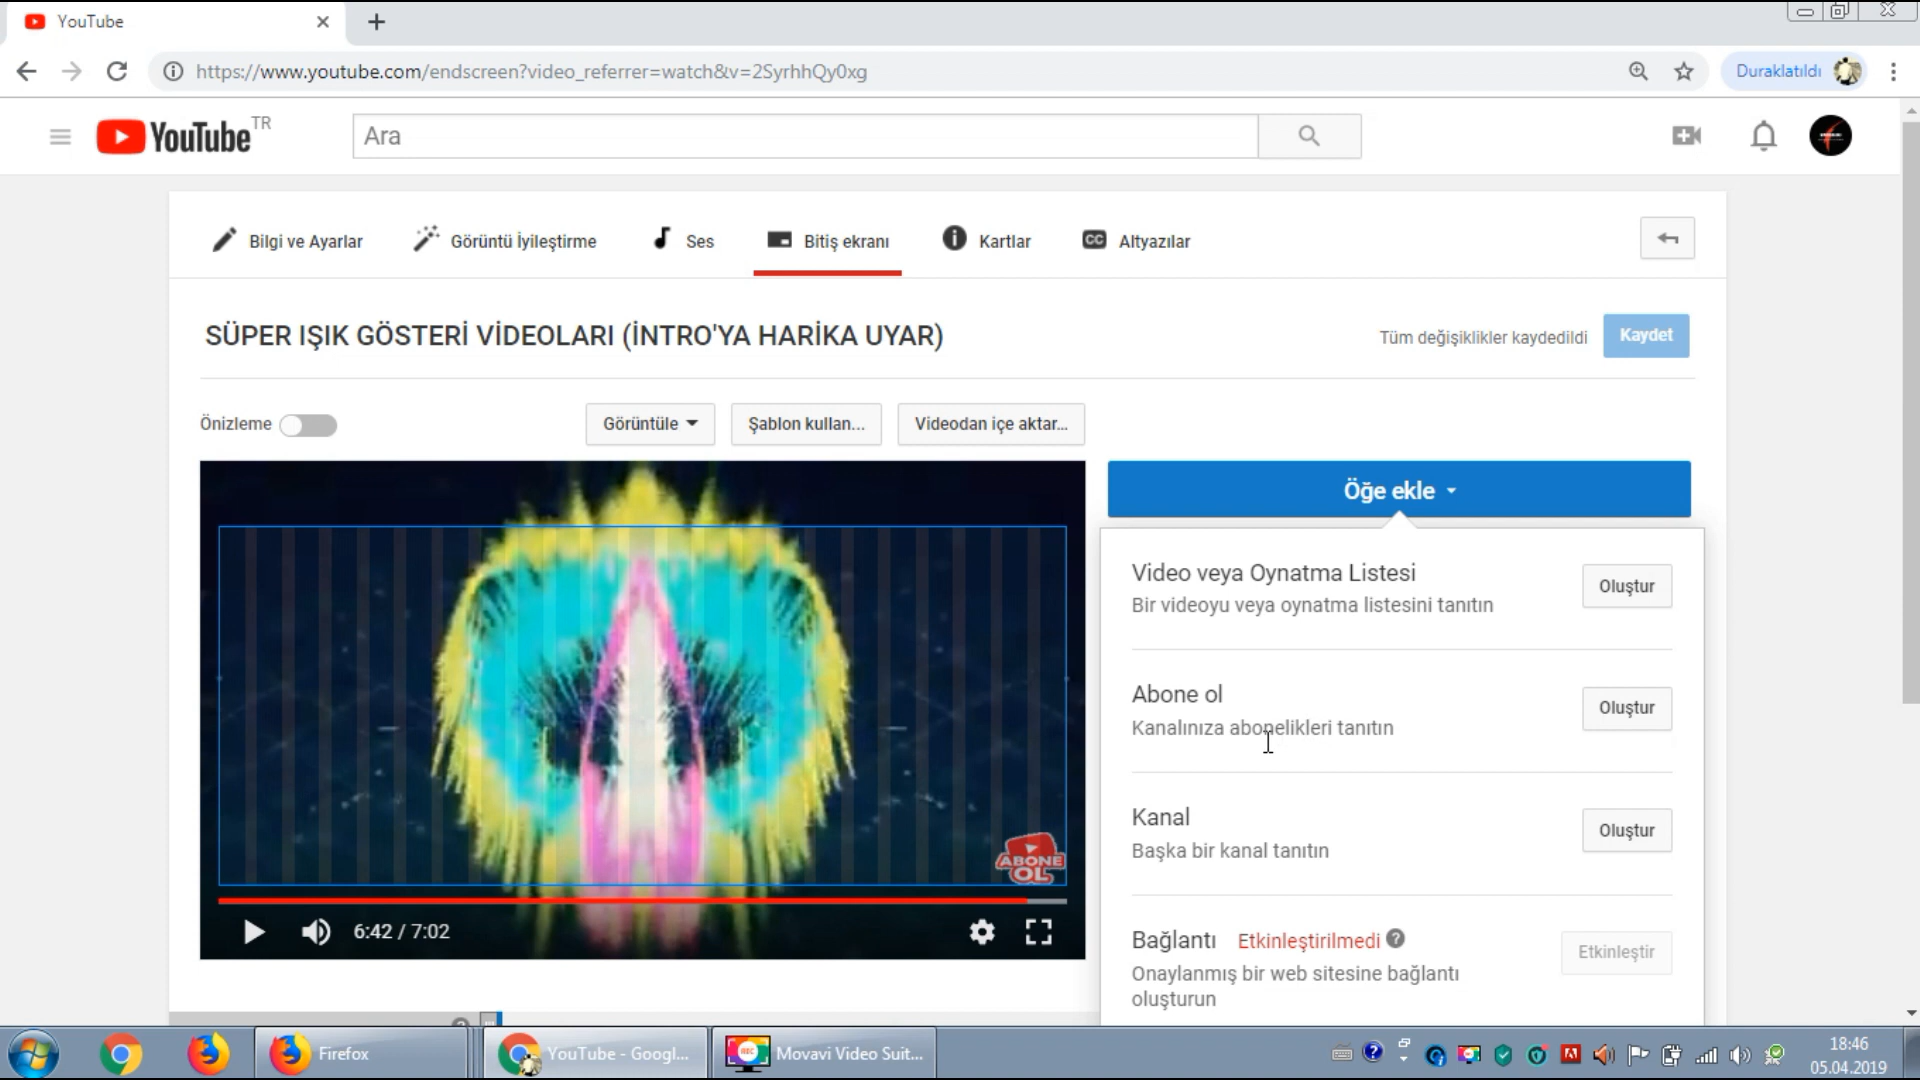 YouTube
https://www.youtube.com/endscreen?video_referrer=watch&v=2SyrhhQy0xg
Duraklatıldı
YouTube TR
Ara
Bilgi ve Ayarlar
Görüntü İyileştirme
Ses
Bitiş ekranı
Kartlar
CC Altyazılar
SÜPER IŞIK GÖSTERİ VİDEOLARI (İNTRO'YA HARİKA UYAR)
Tüm değişiklikler kaydedildi
Kaydet
Önizleme
Görüntüle
Şablon kullan...
Videodan içe aktar...
Öğe ekle
Video veya Oynatma Listesi
Bir videoyu veya oynatma listesini tanıtın
Oluştur
Abone ol
Kanalınıza abonelikleri tanıtın
Oluştur
Kanal
Başka bir kanal tanıtın
Oluştur
Bağlantı Etkinleştirilmedi
Onaylanmış bir web sitesine bağlantı
oluşturun
Etkinleştir
ABONE
OL
6:42 / 7:02
Firefox
YouTube - Googl...
REC
Movavi Video Suit...
18:46
05.04.2019